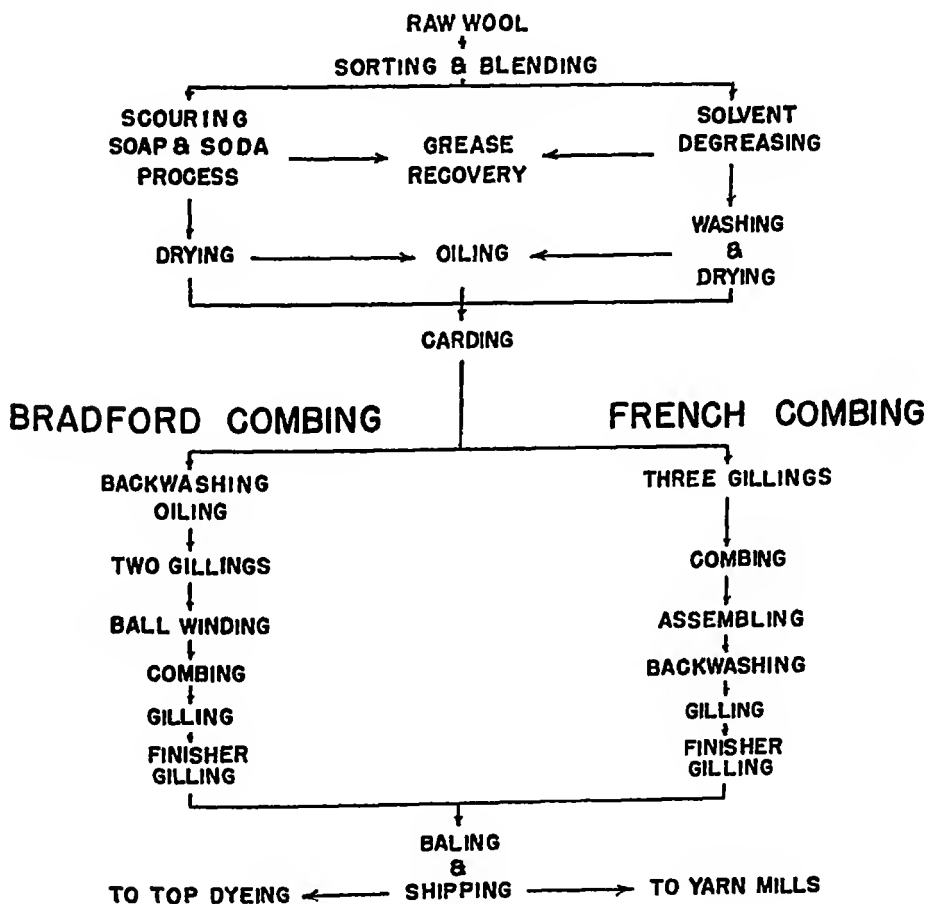 RAW WOOL
SORTING & BLENDING
SCOURING
SOAP & SODA
PROCESS
GREASE
RECOVERY
SOLVENT
DEGREASING
DRYING
OILING
WASHING
&
DRYING
CARDING
BRADFORD COMBING
BACKWASHING
OILING
TWO GILLINGS
BALL WINDING
COMBING
GILLING
FINISHER
GILLING
FRENCH COMBING
THREE GILLINGS
COMBING
ASSEMBLING
BACKWASHING
GILLING
FINISHER
GILLING
BALING
&
SHIPPING
TO TOP DYEING
TO YARN MILLS